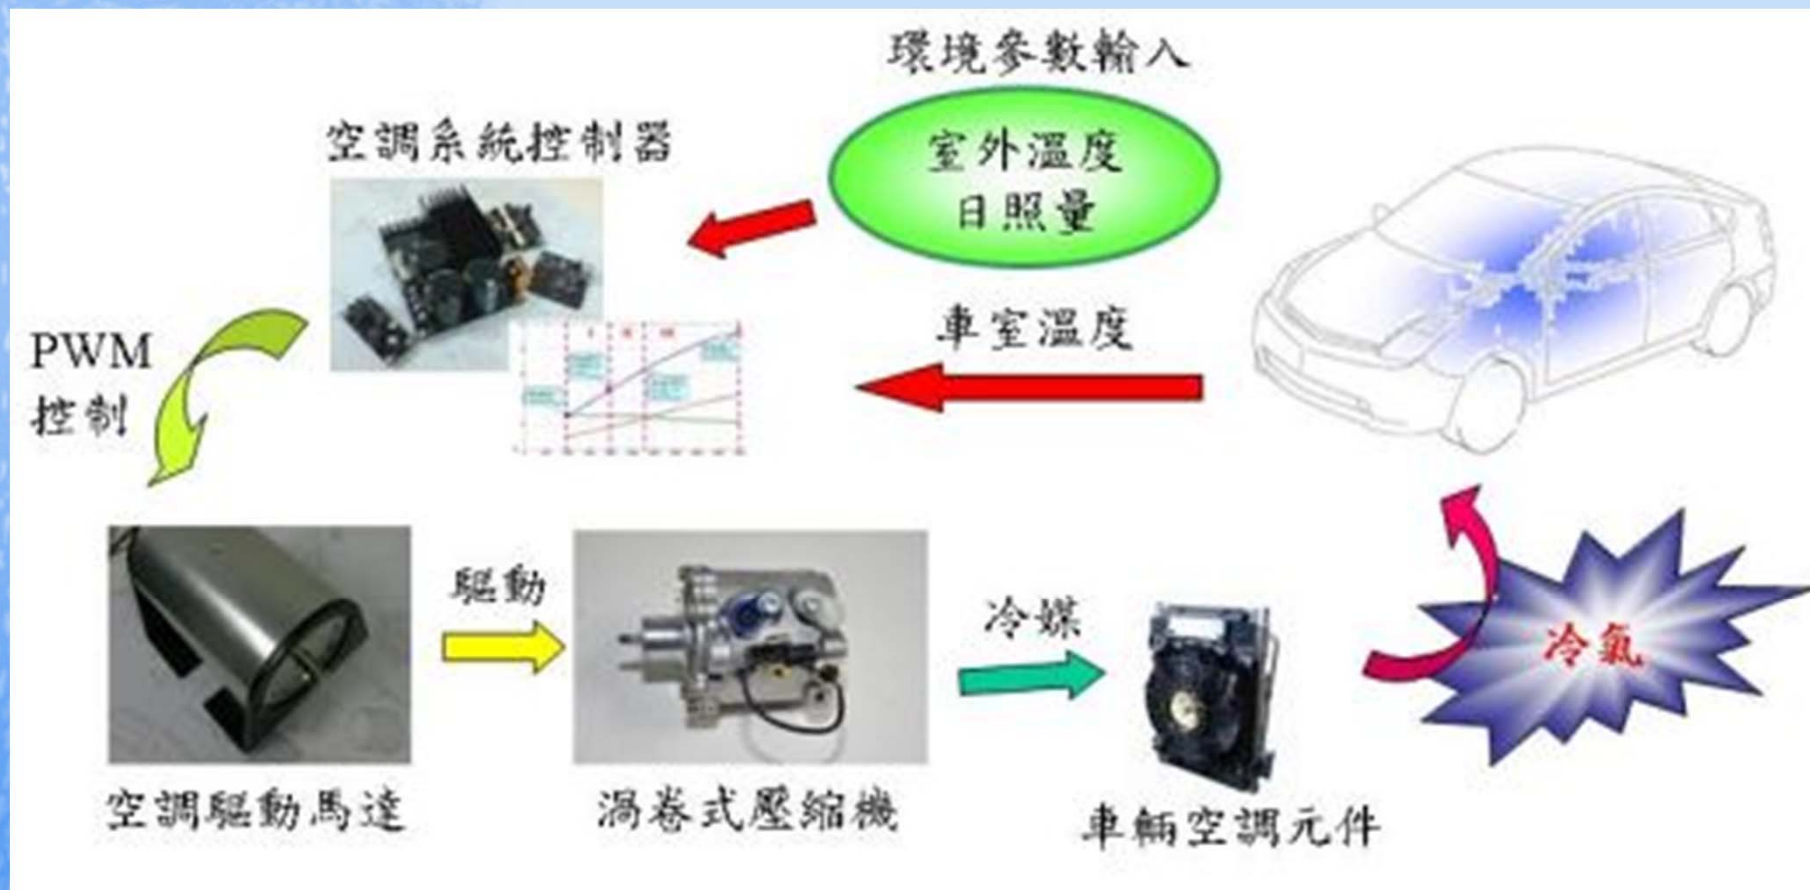 環境參數輸入
室外溫度
日照量
空調系統控制器
車室溫度
PWM
控制
驅動
冷媒
冷氣
空調驅動馬達
渦卷式壓縮機
車輛空調元件